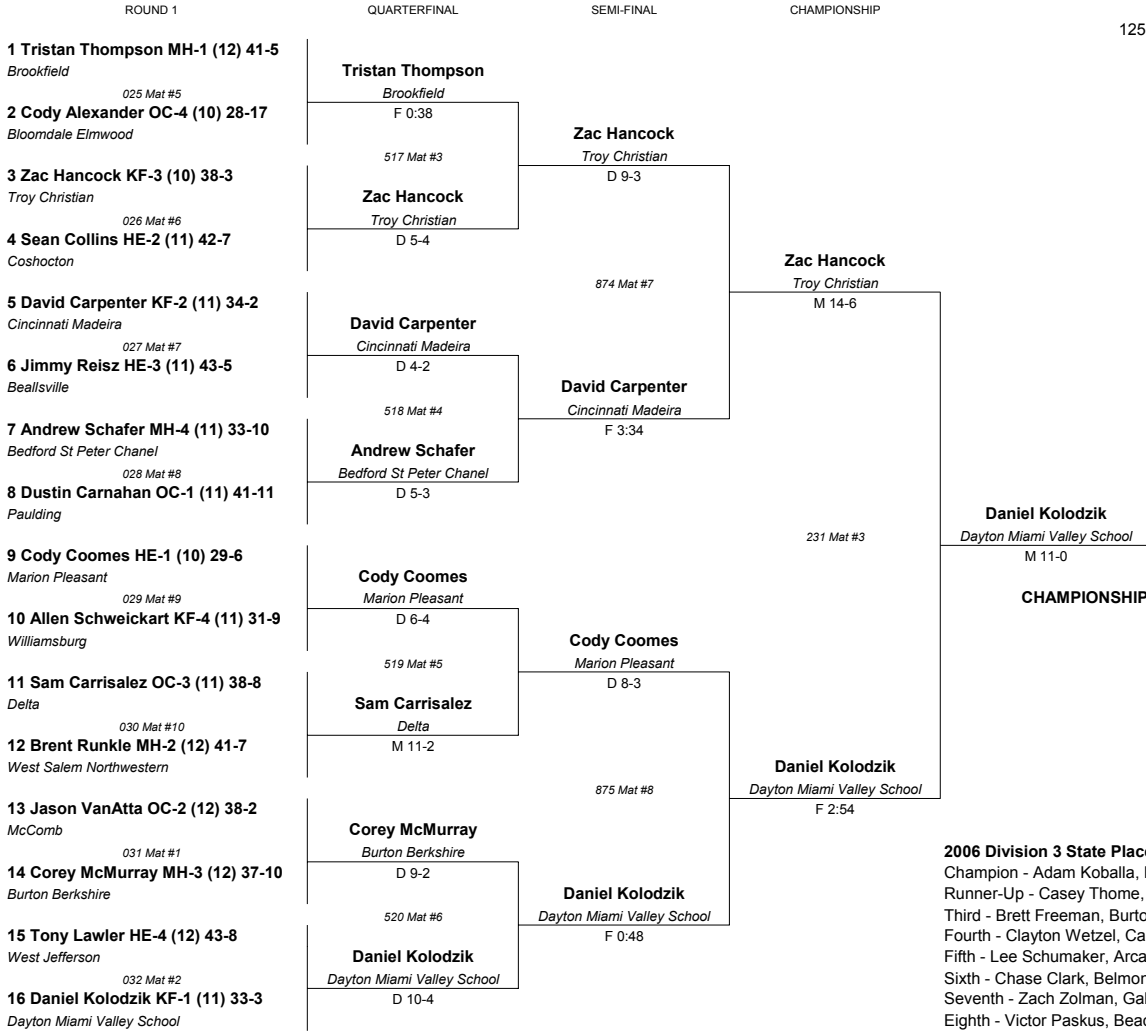 ROUND 1
QUARTERFINAL
SEMI-FINAL
CHAMPIONSHIP
125
1 Tristan Thompson MH-1 (12) 41-5
Brookfield
025 Mat #5
2 Cody Alexander OC-4 (10) 28-17
Bloomdale Elmwood
3 Zac Hancock KF-3 (10) 38-3
Troy Christian
026 Mat #6
4 Sean Collins HE-2 (11) 42-7
Coshocton
5 David Carpenter KF-2 (11) 34-2
Cincinnati Madeira
027 Mat #7
6 Jimmy Reisz HE-3 (11) 43-5
Beallsville
7 Andrew Schafer MH-4 (11) 33-10
Bedford St Peter Chanel
028 Mat #8
8 Dustin Carnahan OC-1 (11) 41-11
Paulding
9 Cody Coomes HE-1 (10) 29-6
Marion Pleasant
029 Mat #9
10 Allen Schweickart KF-4 (11) 31-9
Williamsburg
11 Sam Carrisalez OC-3 (11) 38-8
Delta
030 Mat #10
12 Brent Runkle MH-2 (12) 41-7
West Salem Northwestern
13 Jason VanAtta OC-2 (12) 38-2
McComb
031 Mat #1
14 Corey McMurray MH-3 (12) 37-10
Burton Berkshire
15 Tony Lawler HE-4 (12) 43-8
West Jefferson
032 Mat #2
16 Daniel Kolodzik KF-1 (11) 33-3
Dayton Miami Valley School
Tristan Thompson
Brookfield
F 0:38
517 Mat #3
Zac Hancock
Troy Christian
D 5-4
David Carpenter
Cincinnati Madeira
D 4-2
518 Mat #4
Andrew Schafer
Bedford St Peter Chanel
D 5-3
Cody Coomes
Marion Pleasant
D 6-4
519 Mat #5
Sam Carrisalez
Delta
M 11-2
Corey McMurray
Burton Berkshire
D 9-2
520 Mat #6
Daniel Kolodzik
Dayton Miami Valley School
D 10-4
Zac Hancock
Troy Christian
D 9-3
874 Mat #7
David Carpenter
Cincinnati Madeira
F 3:34
Cody Coomes
Marion Pleasant
D 8-3
875 Mat #8
Daniel Kolodzik
Dayton Miami Valley School
F 0:48
Zac Hancock
Troy Christian
M 14-6
231 Mat #3
Daniel Kolodzik
Dayton Miami Valley School
F 2:54
Daniel Kolodzik
Dayton Miami Valley School
M 11-0
CHAMPIONSHIP
2006 Division 3 State Place
Champion - Adam Koballa,
Runner-Up - Casey Thome,
Third - Brett Freeman, Burto
Fourth - Clayton Wetzel, Ca
Fifth - Lee Schumaker, Arca
Sixth - Chase Clark, Belmon
Seventh - Zach Zolman, Gal
Eighth - Victor Paskus, Beac